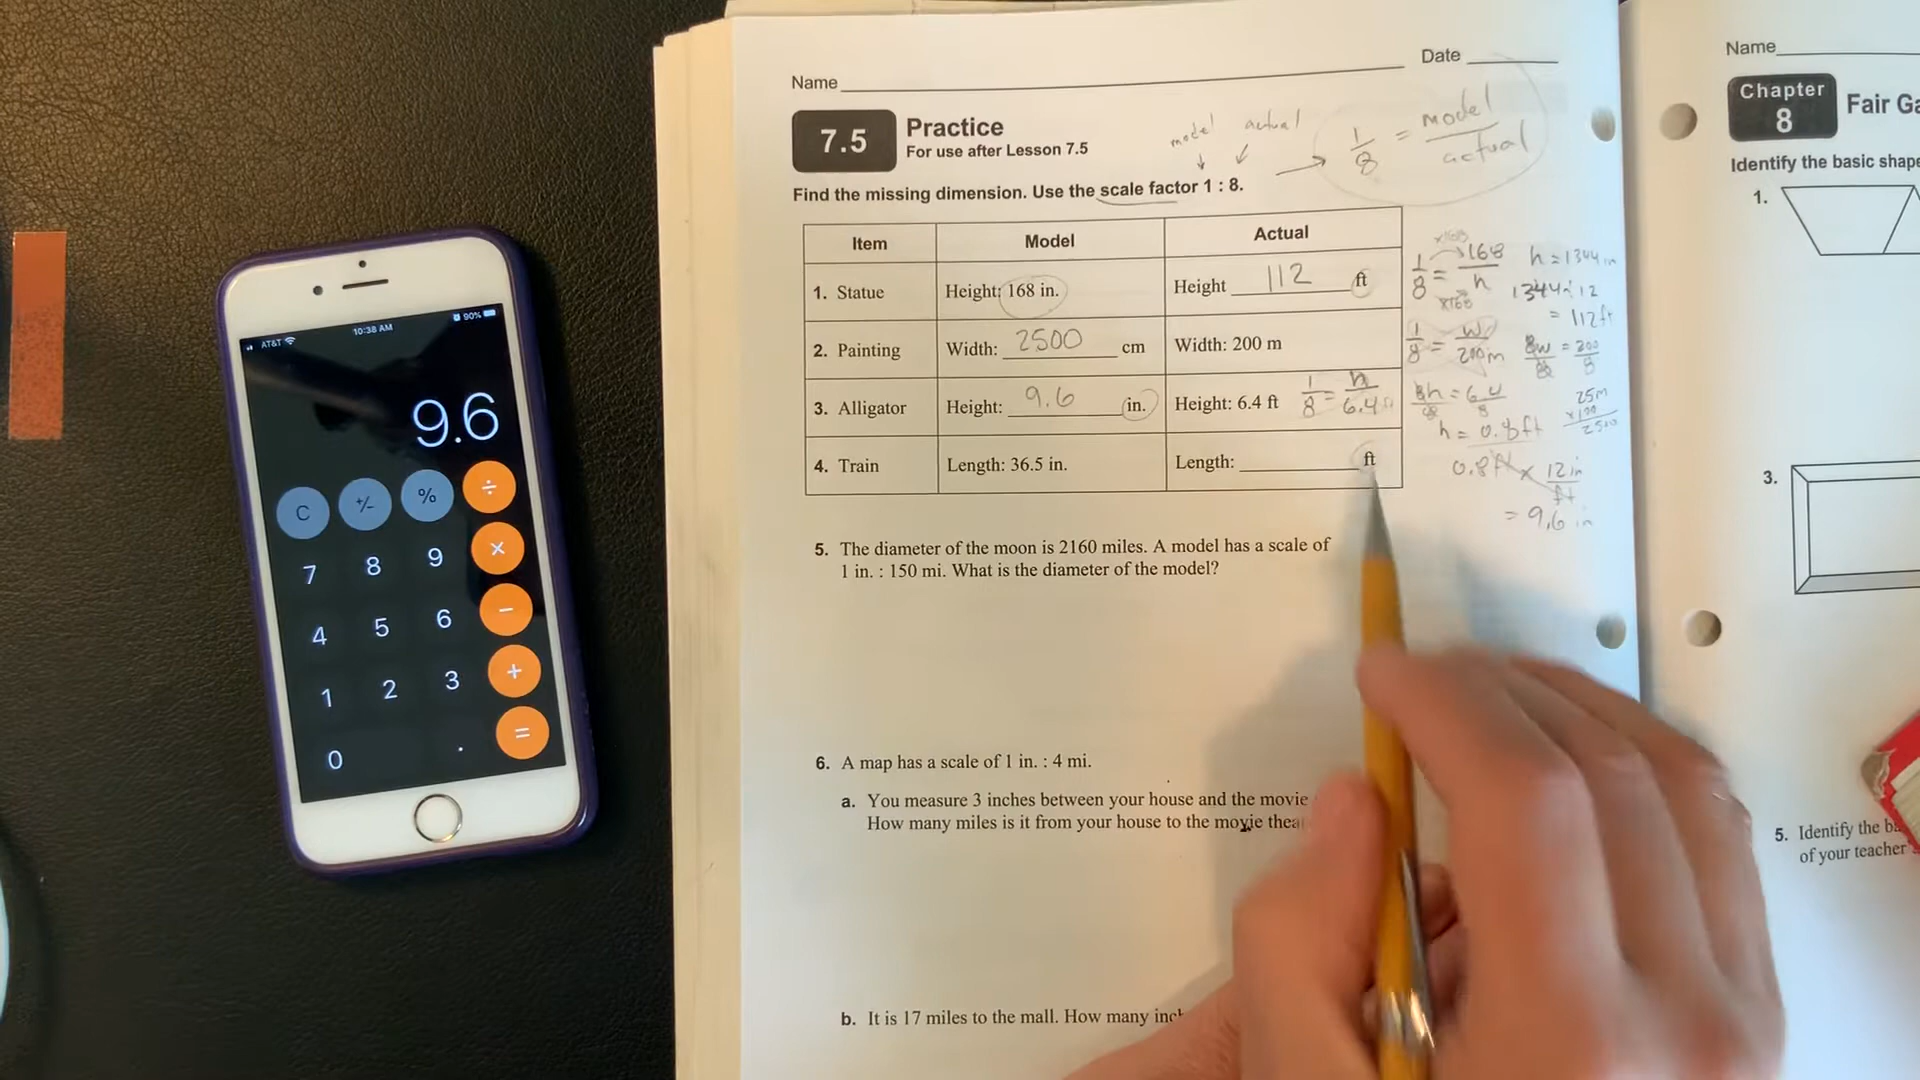 AT&T
10:38 AM
90%
9.6
C +/- % ÷
7 8 9 ×
4 5 6 −
1 2 3 +
0 . =
Name
Date
7.5
Practice
For use after Lesson 7.5
model actual
1/8 = model/actual
Find the missing dimension. Use the scale factor 1 : 8.
Item Model Actual
1. Statue Height: 168 in. Height 112 ft
2. Painting Width: 2500 cm Width: 200 m
3. Alligator Height: 9.6 in. Height: 6.4 ft 1/8 = h/6.4
4. Train Length: 36.5 in. Length: ft
×168
1/8 = 168/h h = 1344 in
×168 1344 ÷ 12
= 112 ft
1/8 = w/200m 8w/8 = 200/8
25m
×100
2500
8h/8 = 6.4/8
h = 0.8ft
0.8ft × 12in/ft
= 9.6 in
5. The diameter of the moon is 2160 miles. A model has a scale of
1 in. : 150 mi. What is the diameter of the model?
6. A map has a scale of 1 in. : 4 mi.
a. You measure 3 inches between your house and the movie
How many miles is it from your house to the movie
b. It is 17 miles to the mall. How many
Name
Chapter
8
Fair
Identify the basic
1.
3.
5. Identify the
of your teacher